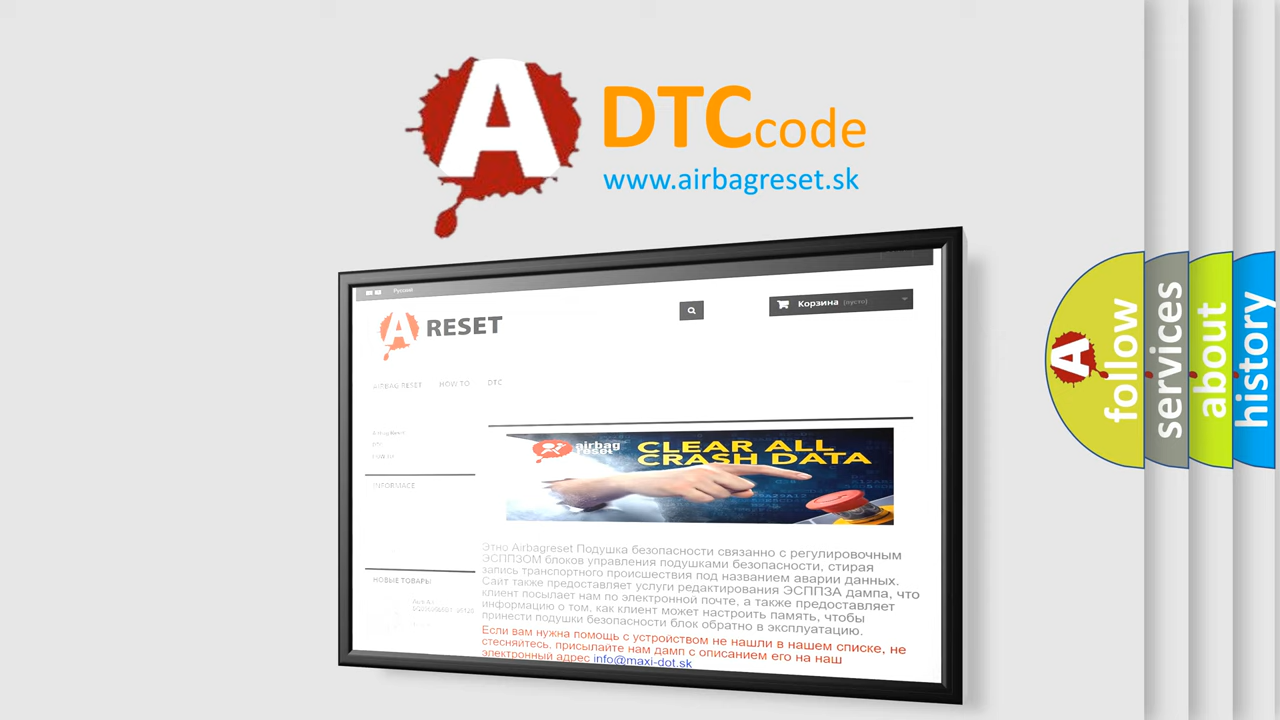 A
DTCcode
www.airbagreset.sk
Русский
A RESET
Корзина (пусто)
AIRBAG RESET HOW TO DTC
Airbag Reset
DTC
INFORMACE
airbag
reset
CLEAR ALL
CRASH DATA
НОВЫЕ ТОВАРЫ
Этно Airbagreset Подушка безопасности связанно с регулировочным
ЭСППЗОМ блоков управления подушками безопасности, стирая
запись транспортного происшествия под названием аварии данных.
Сайт также предоставляет услуги редактирования ЭСППЗА дампа, что
клиент посылает нам по электронной почте, а также предоставляет
информацию о том, как клиент может настроить память, чтобы
принести подушки безопасности блок обратно в эксплуатацию.
Если вам нужна помощь с устройством не нашли в нашем списке, не
стесняйтесь, присылайте нам дамп с описанием его на наш
электронный адрес info@maxi-dot.sk
A
follow
services
about
history